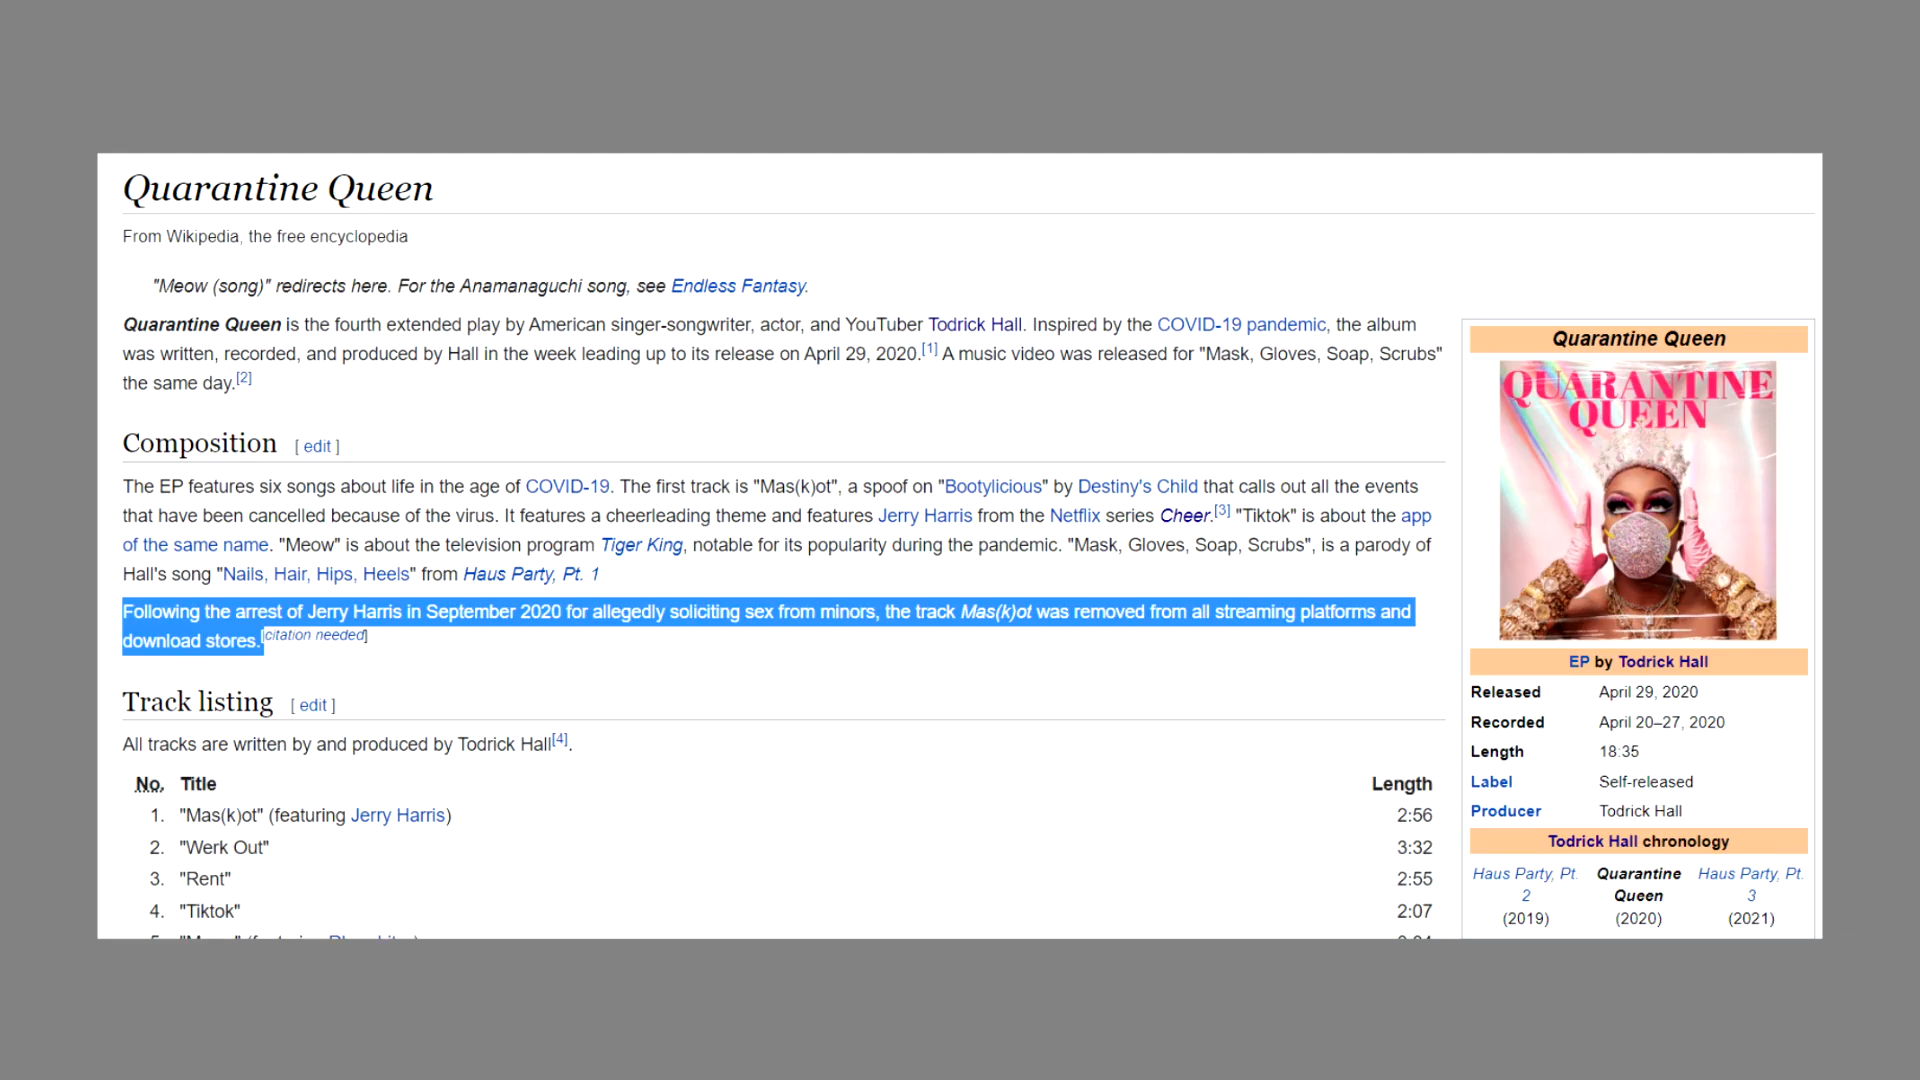 Quarantine Queen
From Wikipedia, the free encyclopedia
"Meow (song)" redirects here. For the Anamanaguchi song, see Endless Fantasy.
Quarantine Queen is the fourth extended play by American singer-songwriter, actor, and YouTuber Todrick Hall. Inspired by the COVID-19 pandemic, the album
was written, recorded, and produced by Hall in the week leading up to its release on April 29, 2020.[1] A music video was released for "Mask, Gloves, Soap, Scrubs"
the same day.[2]
Composition [ edit ]
The EP features six songs about life in the age of COVID-19. The first track is "Mas(k)ot", a spoof on "Bootylicious" by Destiny's Child that calls out all the events
that have been cancelled because of the virus. It features a cheerleading theme and features Jerry Harris from the Netflix series Cheer.[3] "Tiktok" is about the app
of the same name. "Meow" is about the television program Tiger King, notable for its popularity during the pandemic. "Mask, Gloves, Soap, Scrubs", is a parody of
Hall's song "Nails, Hair, Hips, Heels" from Haus Party, Pt. 1
Following the arrest of Jerry Harris in September 2020 for allegedly soliciting sex from minors, the track Mas(k)ot was removed from all streaming platforms and
download stores.[citation needed]
Track listing [ edit ]
All tracks are written by and produced by Todrick Hall[4].
No. Title Length
1. "Mas(k)ot" (featuring Jerry Harris) 2:56
2. "Werk Out" 3:32
3. "Rent" 2:55
4. "Tiktok" 2:07
Quarantine Queen
QUARANTINE
QUEEN
EP by Todrick Hall
Released April 29, 2020
Recorded April 20–27, 2020
Length 18:35
Label Self-released
Producer Todrick Hall
Todrick Hall chronology
Haus Party, Pt. Quarantine Haus Party, Pt.
2 Queen 3
(2019) (2020) (2021)